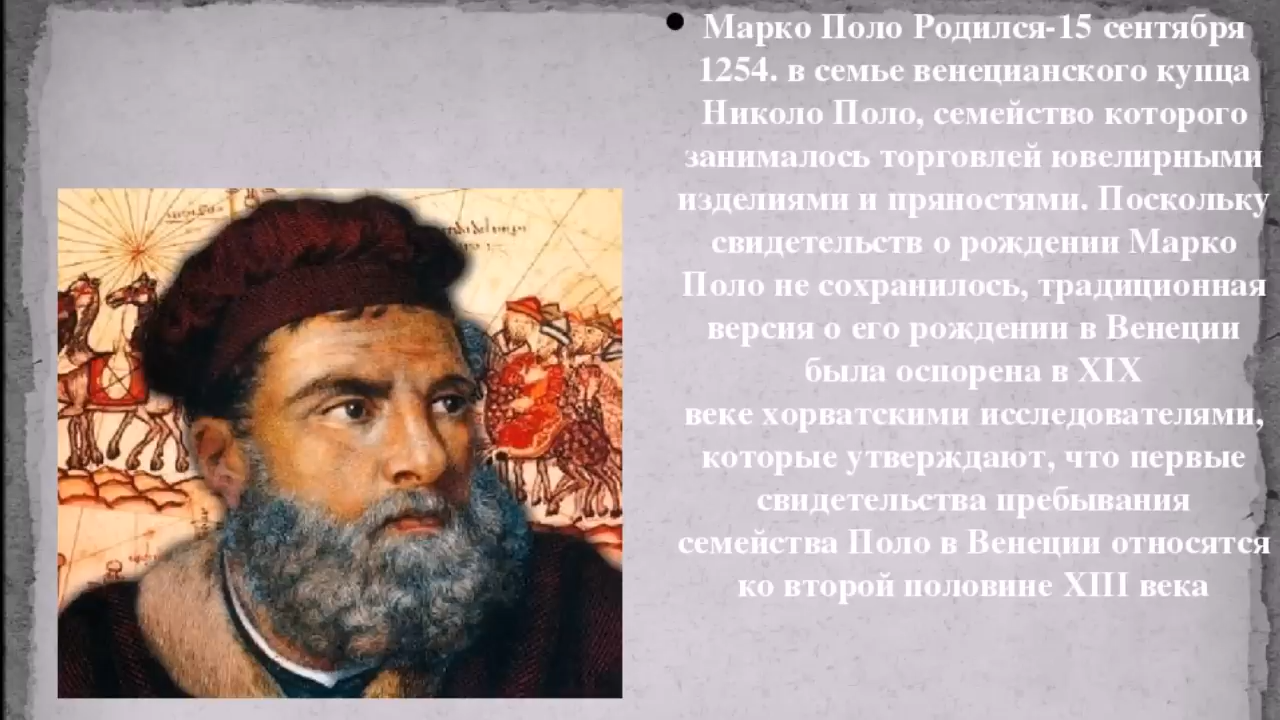 Марко Поло Родился-15 сентября
1254. в семье венецианского купца
Николо Поло, семейство которого
занималось торговлей ювелирными
изделиями и пряностями. Поскольку
свидетельств о рождении Марко
Поло не сохранилось, традиционная
версия о его рождении в Венеции
была оспорена в XIX
веке хорватскими исследователями,
которые утверждают, что первые
свидетельства пребывания
семейства Поло в Венеции относятся
ко второй половине XIII века